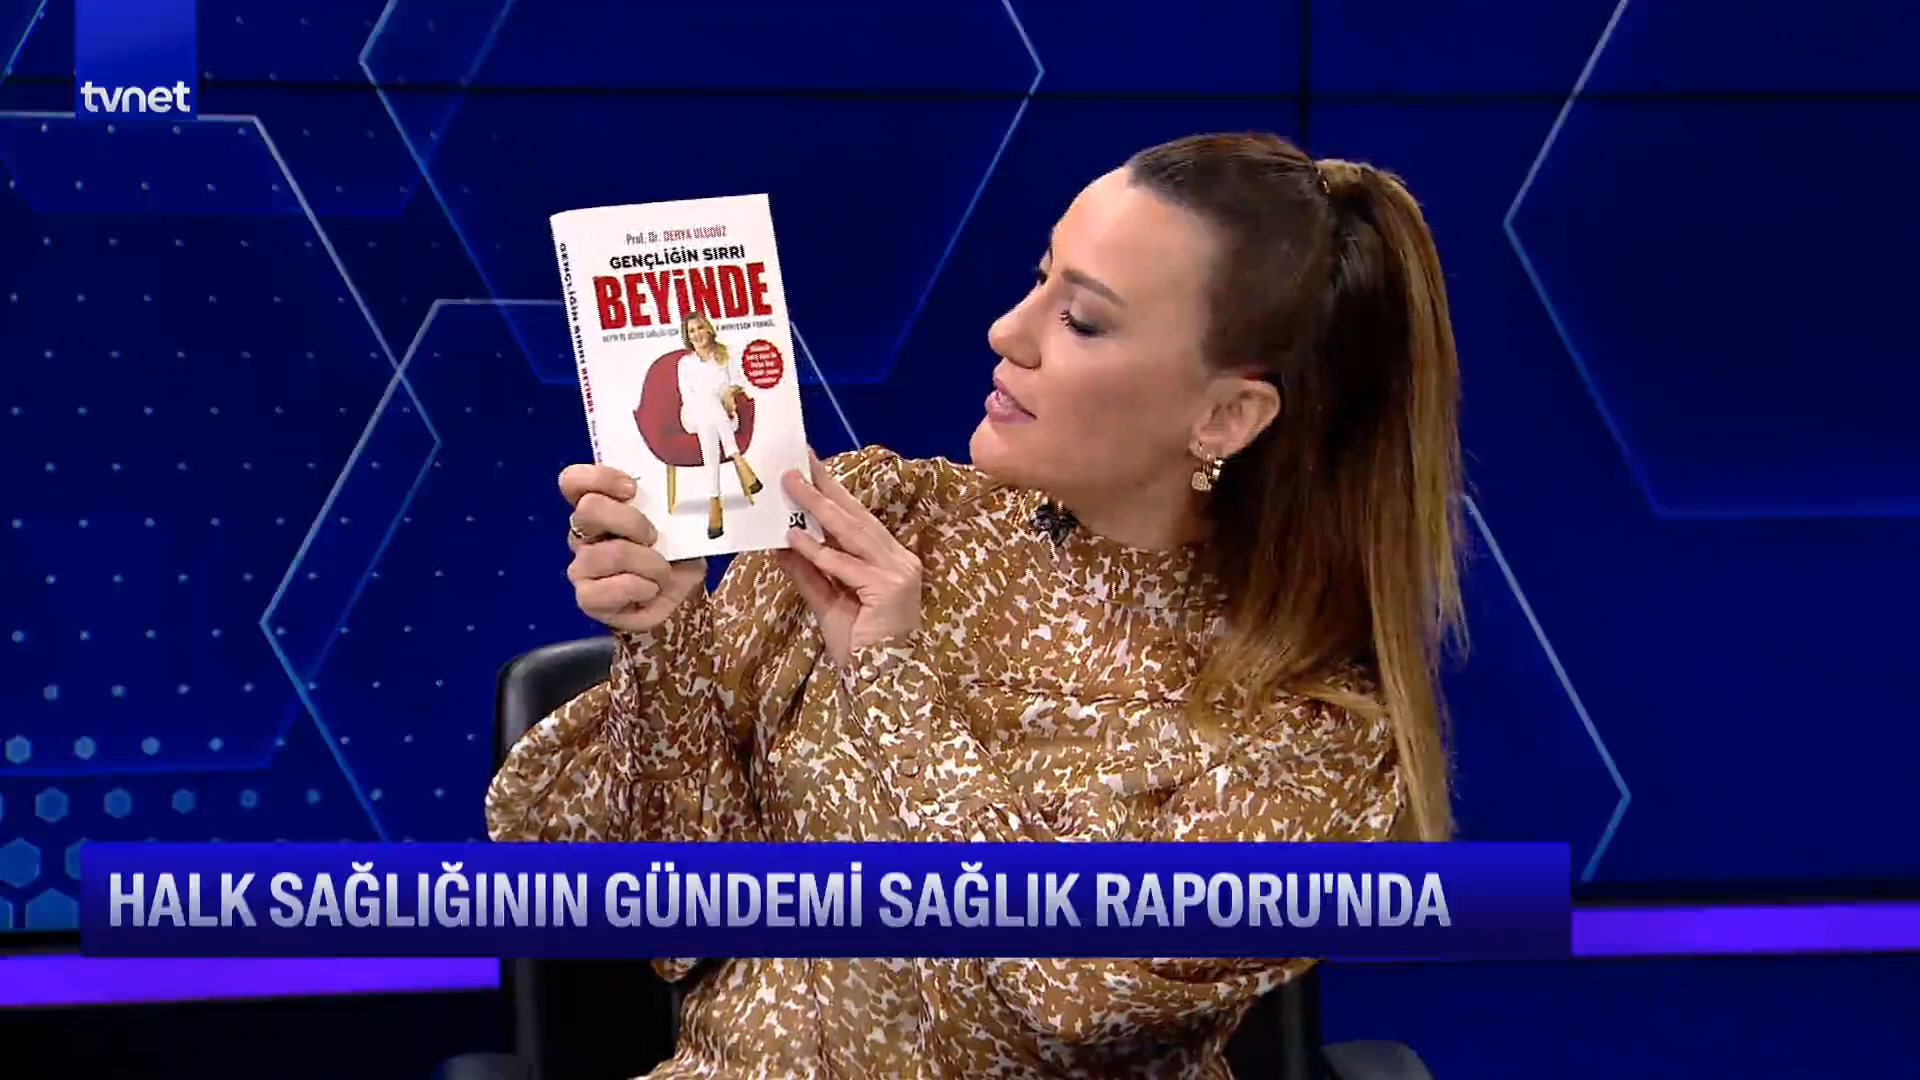 tvnet
Prof. Dr. DERYA ULUDÜZ
GENÇLİĞİN SIRRI
BEYİNDE
GENÇLİĞİN SIRRI BEYİNDE
HALK SAĞLIĞININ GÜNDEMİ SAĞLIK RAPORU'NDA